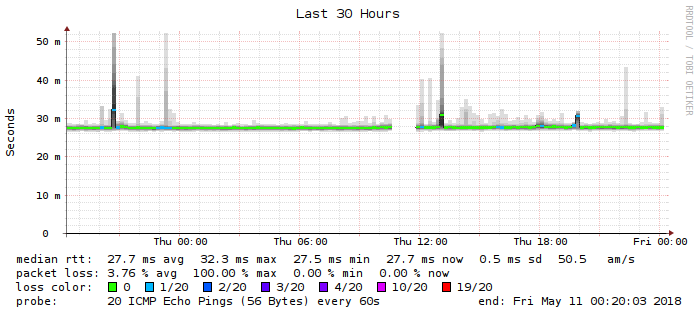 Last 30 Hours
RRDTOOL / TOBI OETIKER
Seconds
50 m
40 m
30 m
20 m
10 m
0
Thu 00:00 Thu 06:00 Thu 12:00 Thu 18:00 Fri 00:00
median rtt: 27.7 ms avg 32.3 ms max 27.5 ms min 27.7 ms now 0.5 ms sd 50.5 am/s
packet loss: 3.76 % avg 100.00 % max 0.00 % min 0.00 % now
loss color: 0 1/20 2/20 3/20 4/20 10/20 19/20
probe: 20 ICMP Echo Pings (56 Bytes) every 60s end: Fri May 11 00:20:03 2018